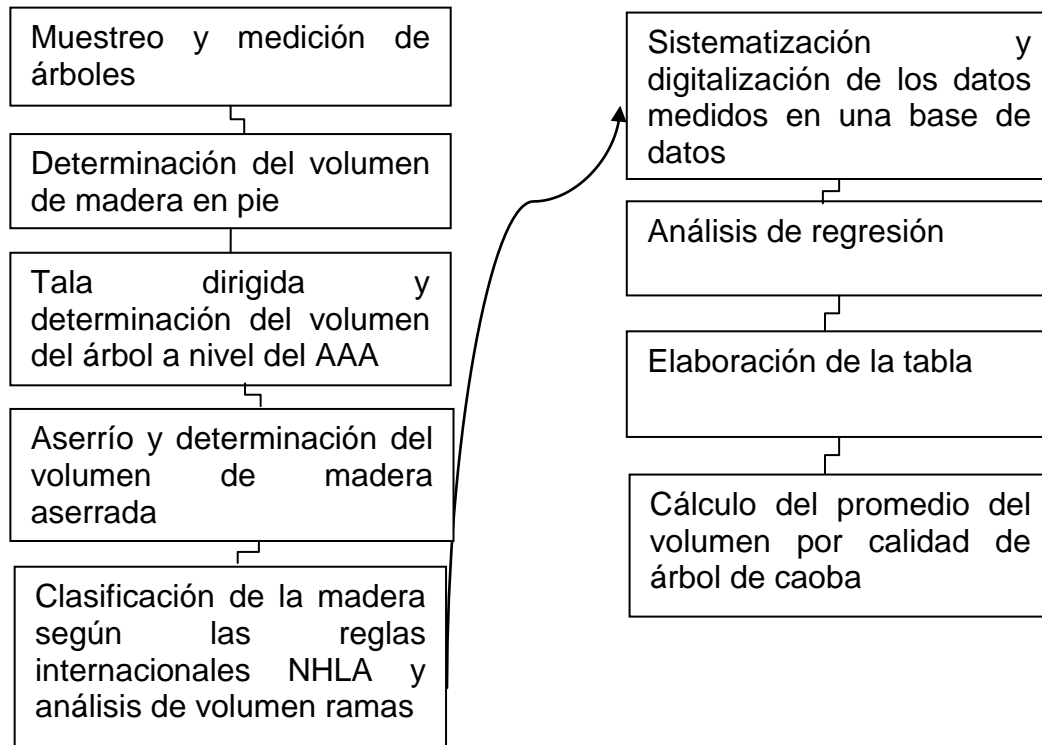 Muestreo y medición de
árboles
Determinación del volumen
de madera en pie
Tala dirigida y
determinación del volumen
del árbol a nivel del AAA
Aserrío y determinación del
volumen de madera
aserrada
Clasificación de la madera
según las reglas
internacionales NHLA y
análisis de volumen ramas
Sistematización y
digitalización de los datos
medidos en una base de
datos
Análisis de regresión
Elaboración de la tabla
Cálculo del promedio del
volumen por calidad de
árbol de caoba